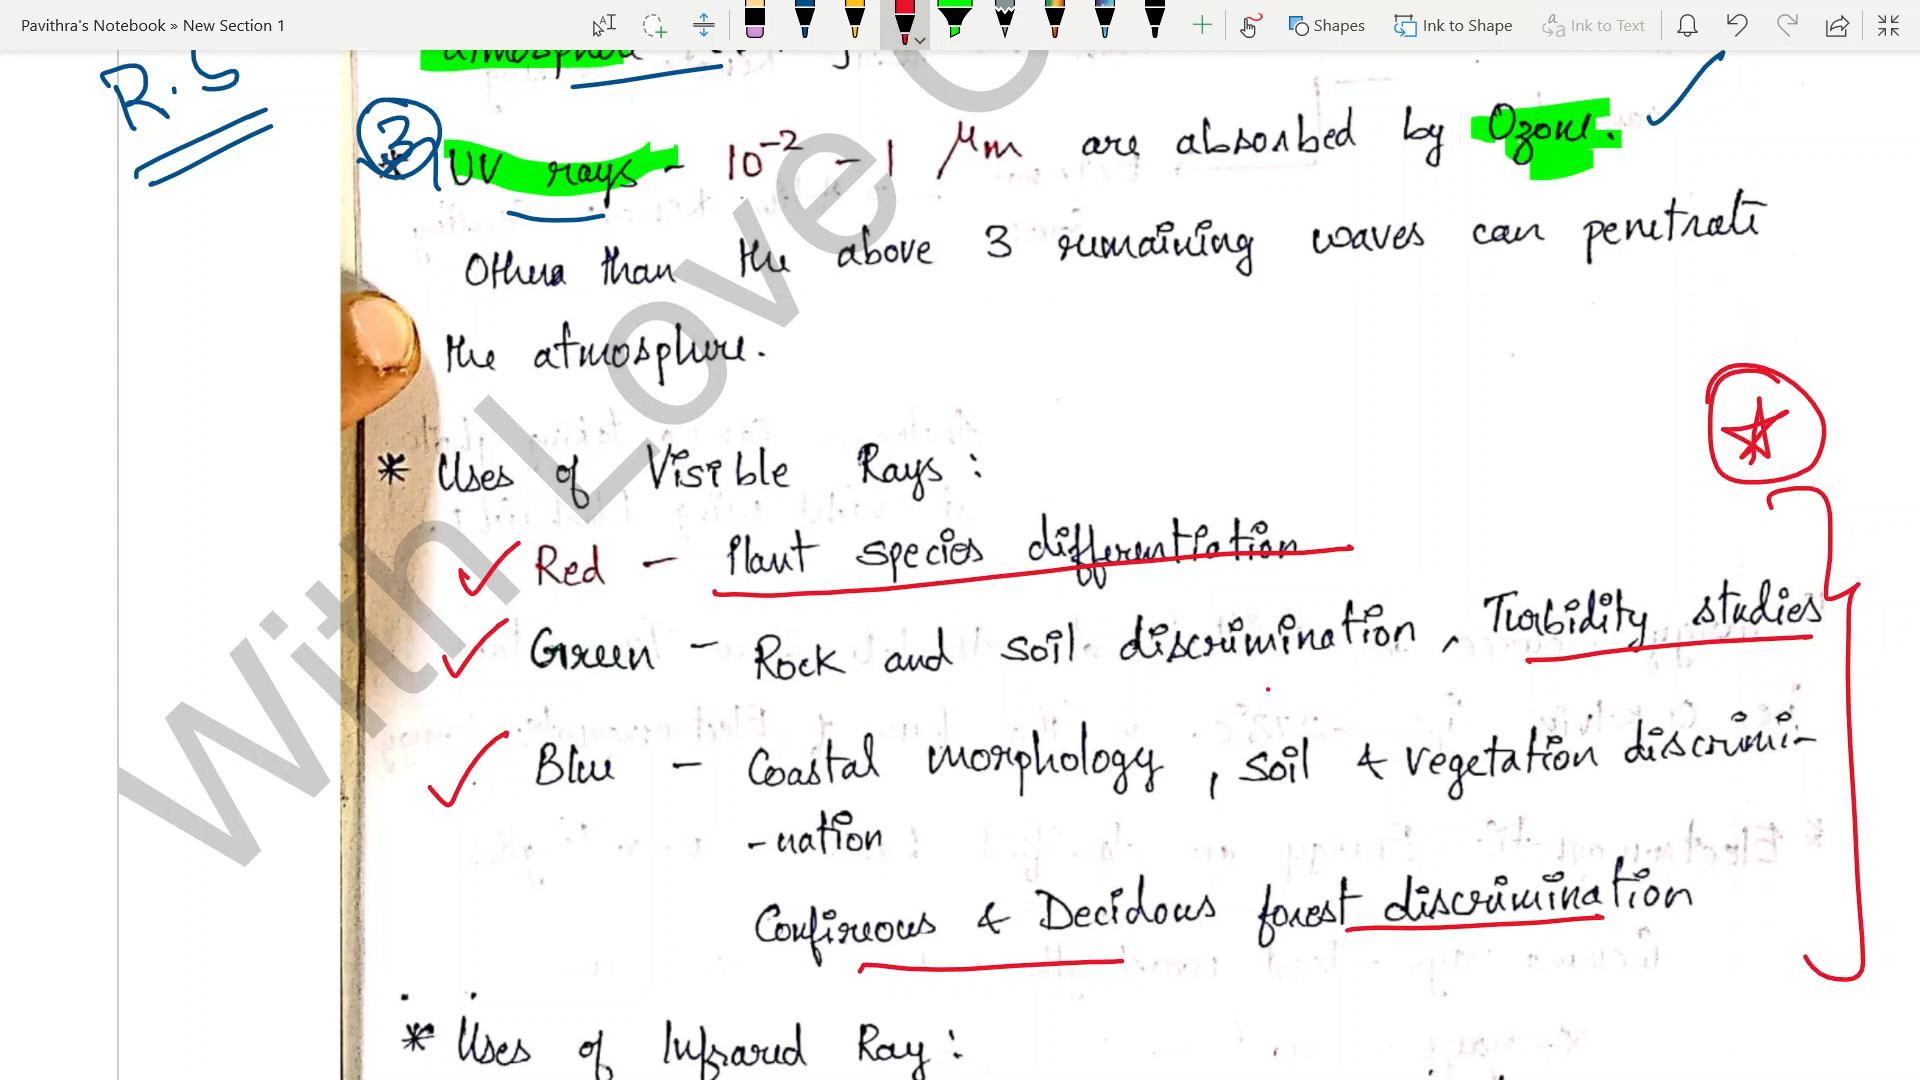 Pavithra's Notebook » New Section 1
Shapes
Ink to Shape
Ink to Text
R.S
3
* UV rays - 10⁻² - 1 μm are absorbed by Ozone.
Others than the above 3 remaining waves can penetrate
the atmosphere.
* Uses of Visible Rays :
Red - Plant species differentiation
Green - Rock and soil discrimination, Turbidity studies
Blue - Coastal morphology, soil & vegetation discrimi-
-nation
Confireous & Decidous forest discrimination
* Uses of Infrared Ray :
With Love